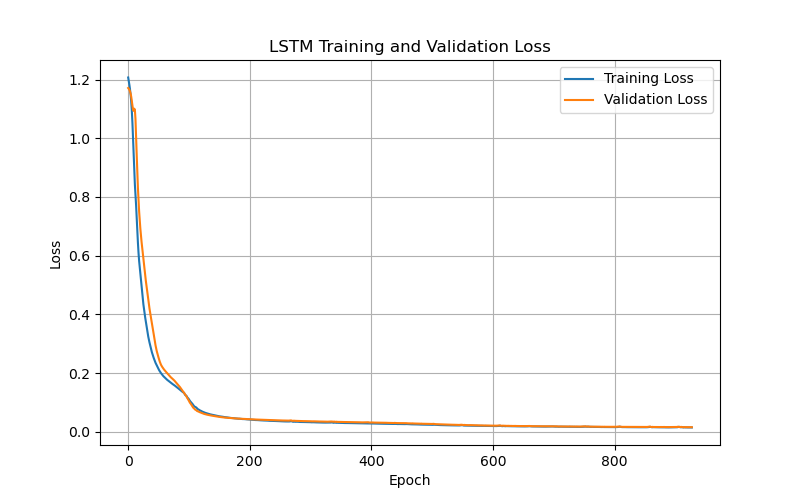 LSTM Training and Validation Loss
Training Loss
Validation Loss
1.2
1.0
0.8
0.6
0.4
0.2
0.0
Loss
0 200 400 600 800
Epoch